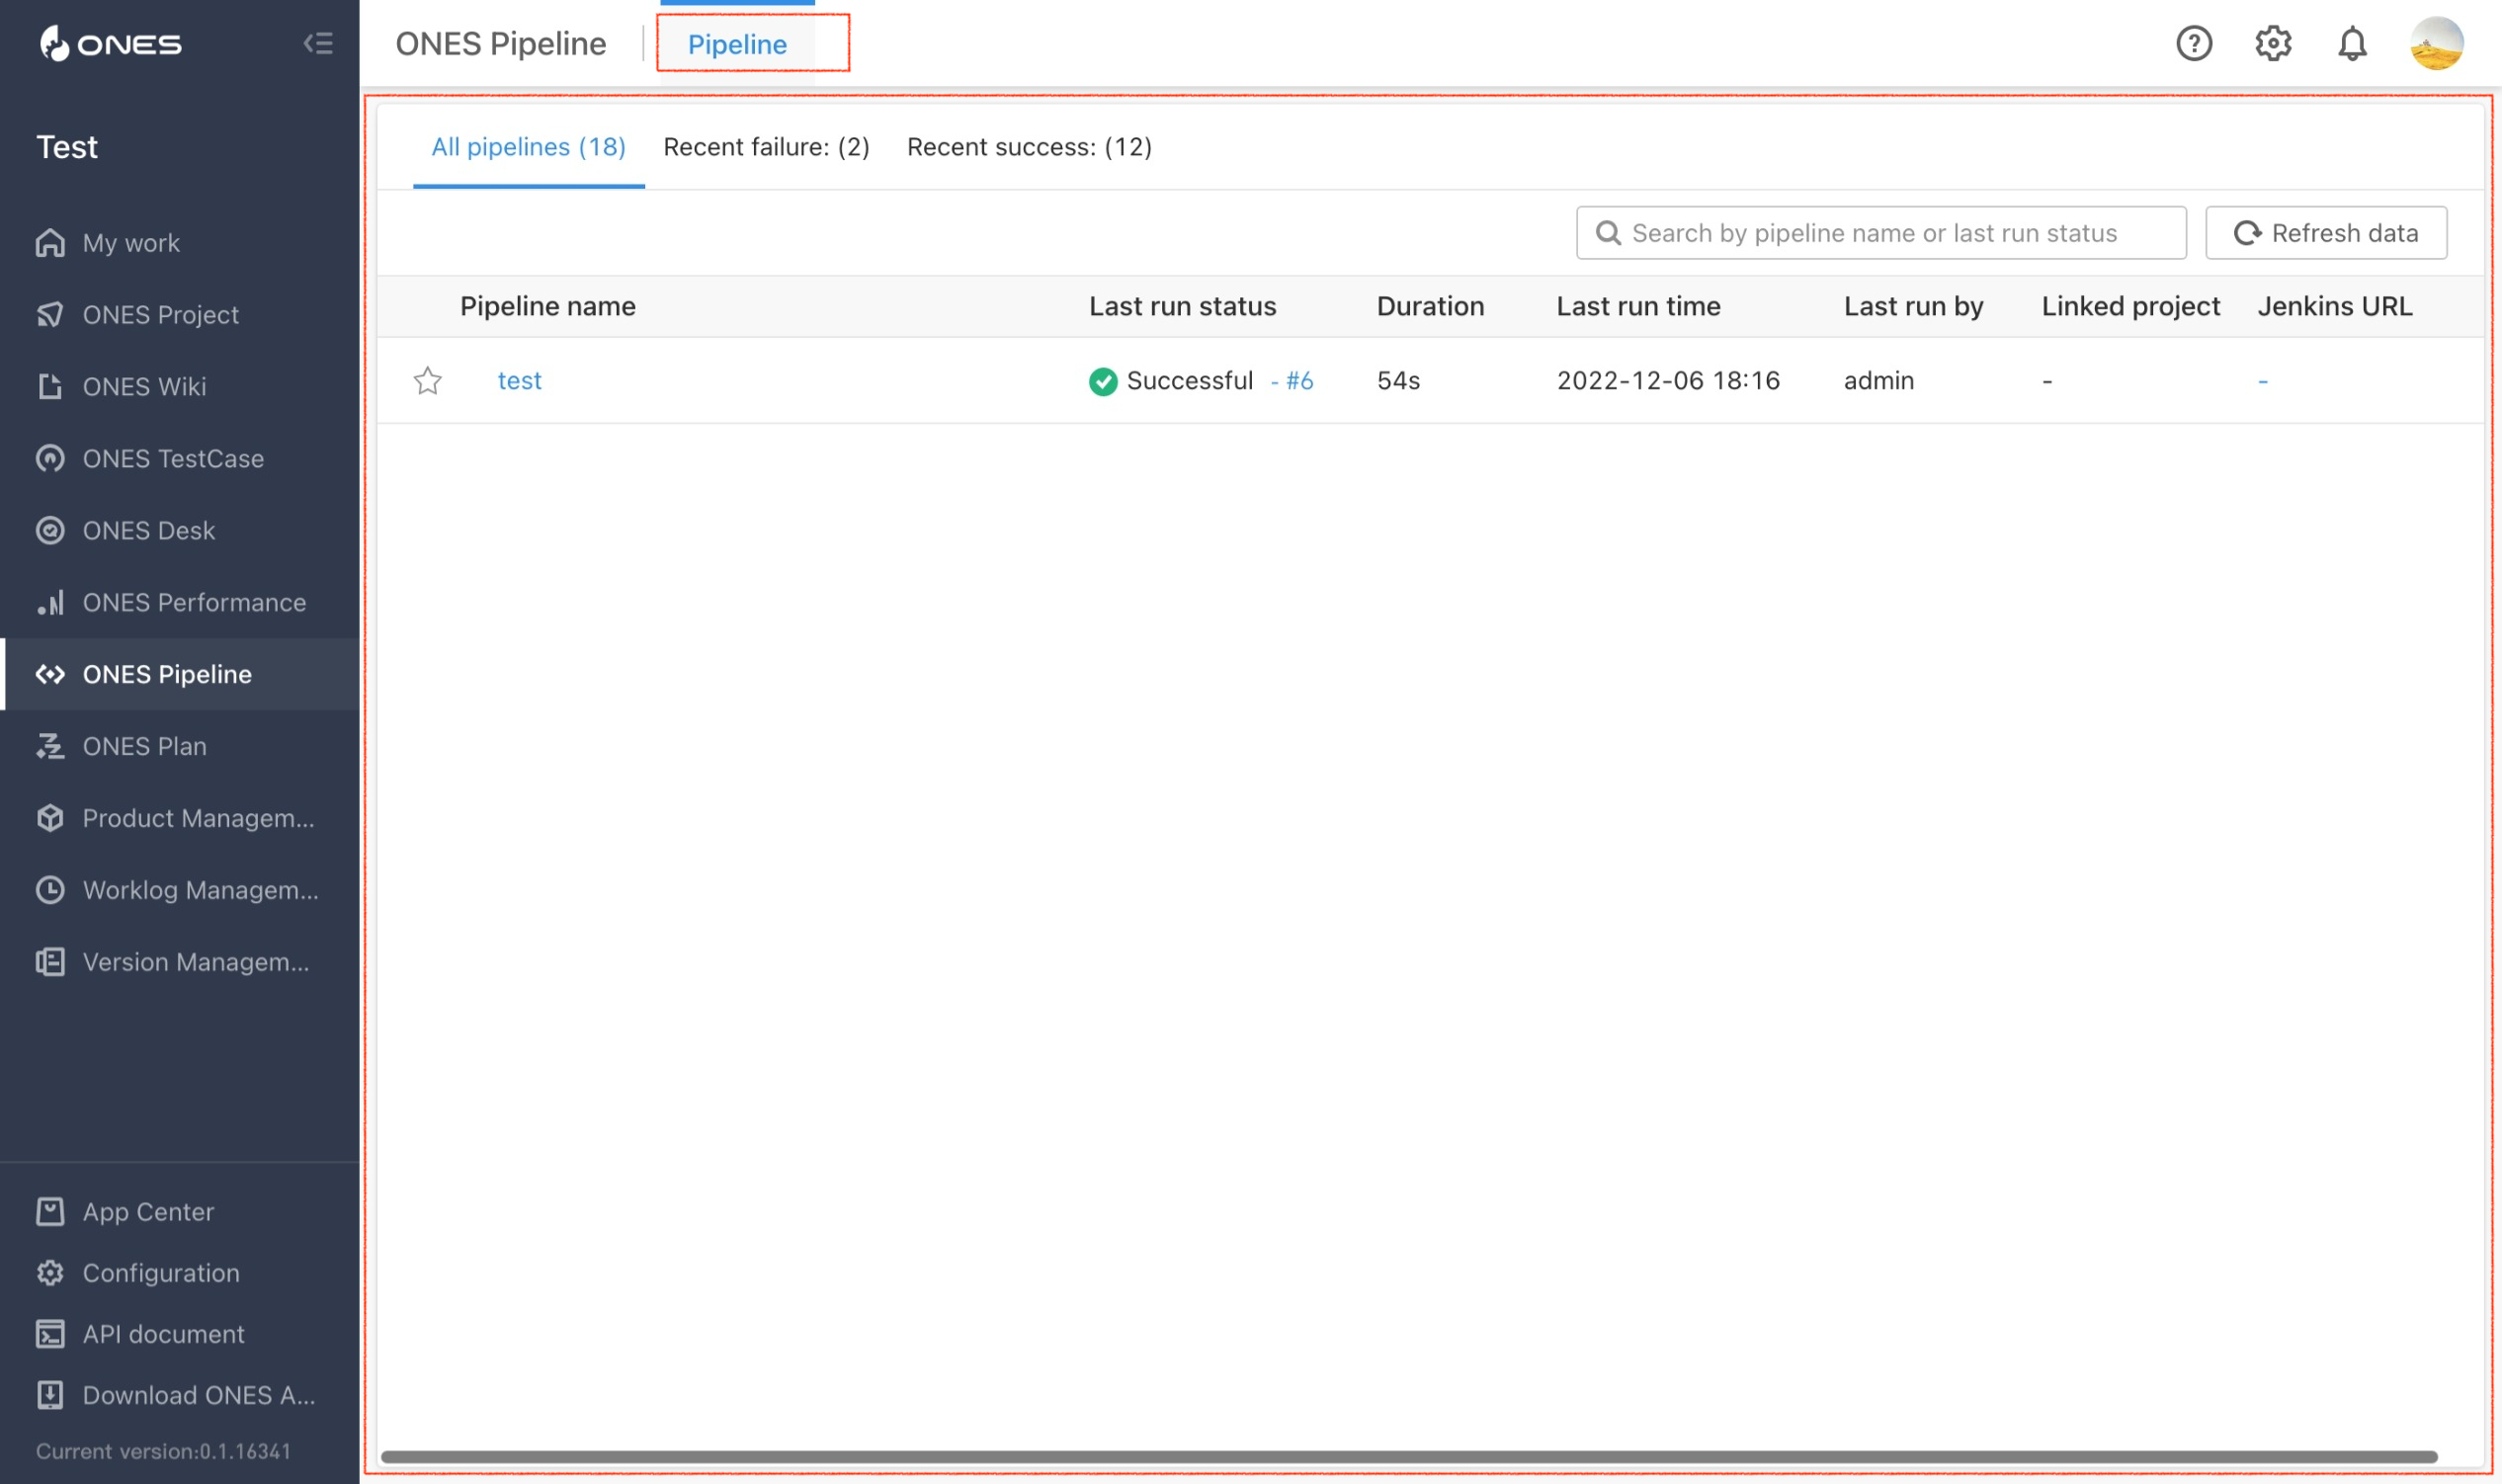 ONES
Test
My work
ONES Project
ONES Wiki
ONES TestCase
ONES Desk
ONES Performance
ONES Pipeline
ONES Plan
Product Managem...
Worklog Managem...
Version Managem...
App Center
Configuration
API document
Download ONES A...
Current version:0.1.16341
ONES Pipeline Pipeline
All pipelines (18) Recent failure: (2) Recent success: (12)
Search by pipeline name or last run status Refresh data
Pipeline name Last run status Duration Last run time Last run by Linked project Jenkins URL
test Successful - #6 54s 2022-12-06 18:16 admin - -